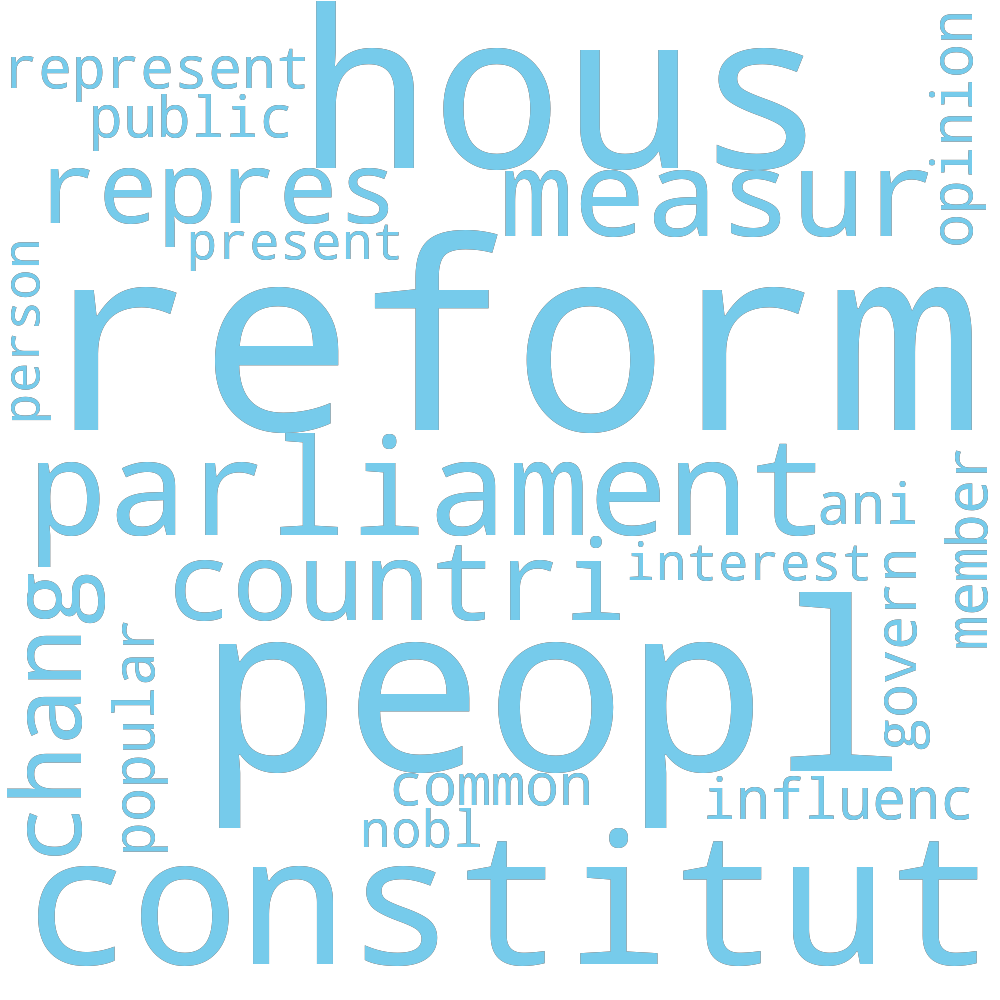 hous
represent
public
opinion
repres
measur
present
person
reform
parliament
ani
member
countri
interest
chang
govern
peopl
popular
common
influenc
nobl
constitut